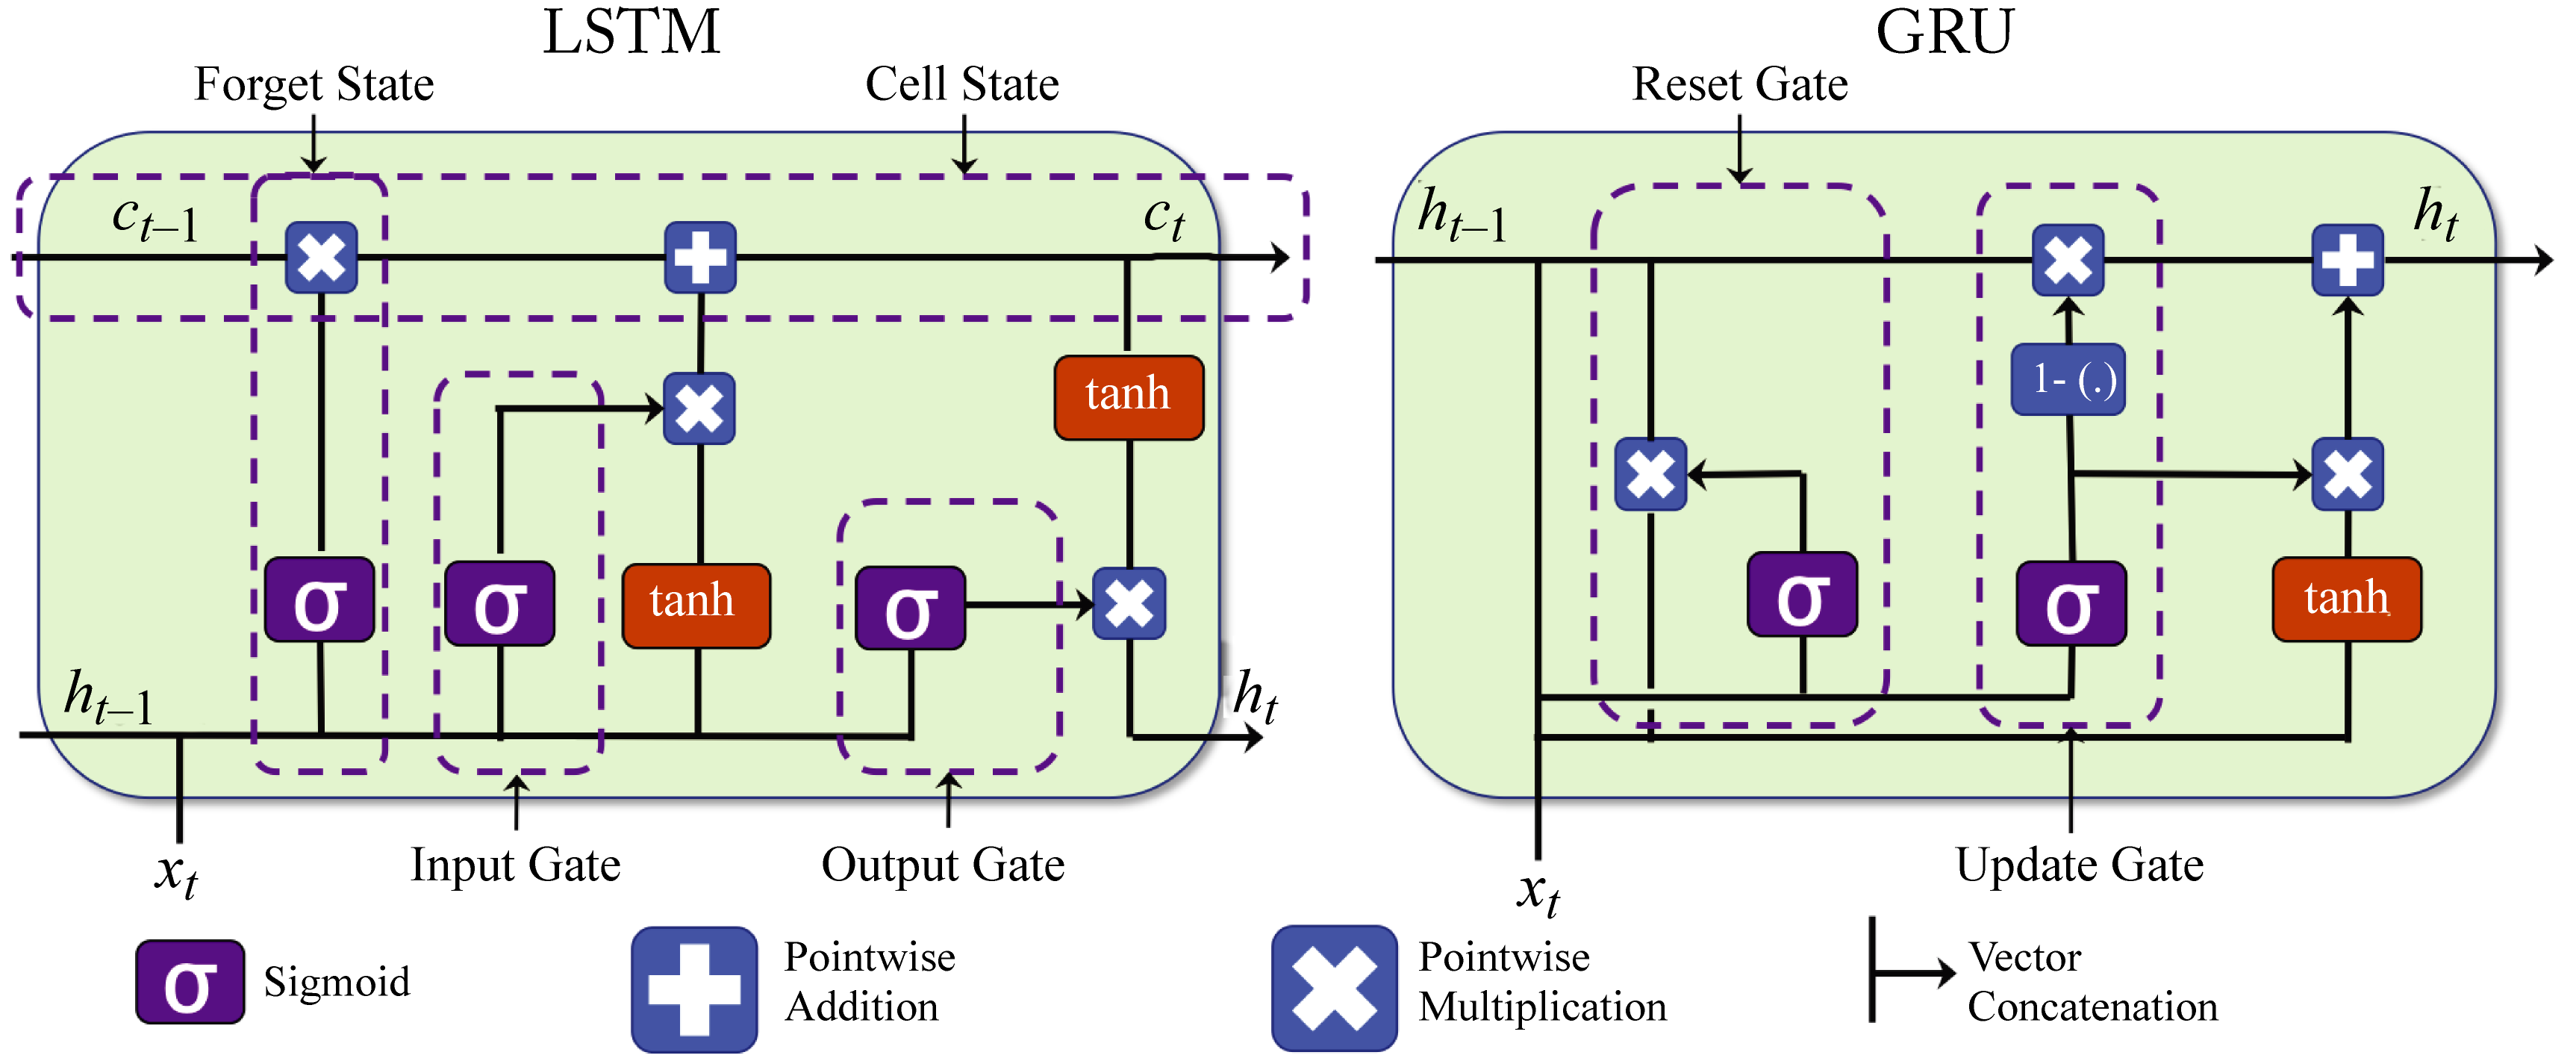 LSTM
GRU
Forget State
Cell State
Reset Gate
c_{t–1}
c_t
h_{t–1}
h_t
1- (.)
tanh
σ
σ
tanh
σ
σ
σ
tanh
h_{t–1}
h_t
x_t
Input Gate
Output Gate
Update Gate
x_t
σ
Sigmoid
Pointwise
Addition
Pointwise
Multiplication
Vector
Concatenation